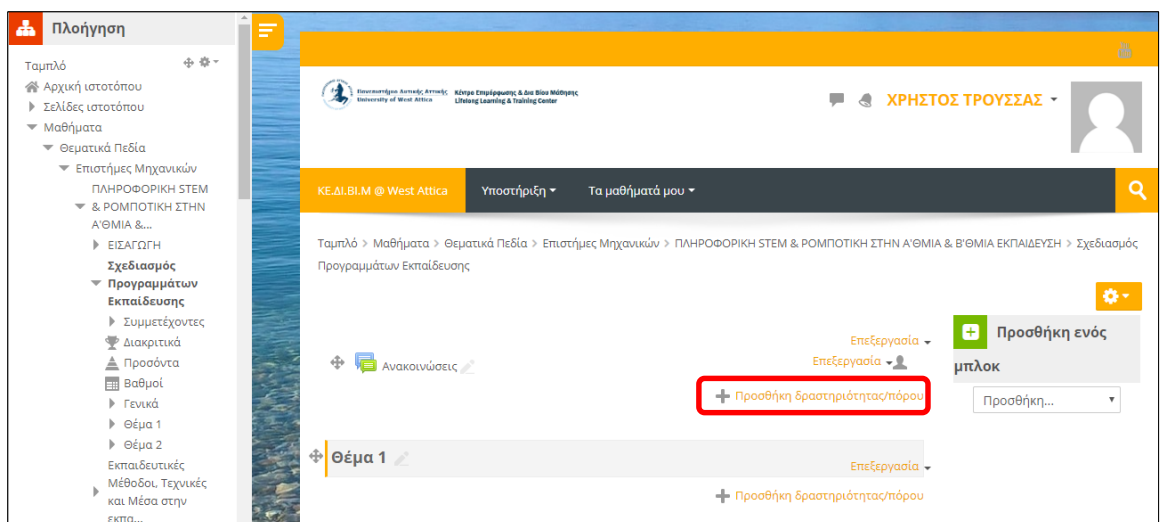 Πλοήγηση
Ταμπλό
Αρχική ιστοτόπου
Σελίδες ιστοτόπου
Μαθήματα
Θεματικά Πεδία
Επιστήμες Μηχανικών
ΠΛΗΡΟΦΟΡΙΚΗ STEM
& ΡΟΜΠΟΤΙΚΗ ΣΤΗΝ
Α'ΘΜΙΑ &...
ΕΙΣΑΓΩΓΗ
Σχεδιασμός
Προγραμμάτων
Εκπαίδευσης
Συμμετέχοντες
Διακριτικά
Προσόντα
Βαθμοί
Γενικά
Θέμα 1
Θέμα 2
Εκπαιδευτικές
Μέθοδοι, Τεχνικές
και Μέσα στην
εκπα...
Πανεπιστήμιο Δυτικής Αττικής
University of West Attica
Κέντρο Επιμόρφωσης & Δια Βίου Μάθησης
Lifelong Learning & Training Center
ΧΡΗΣΤΟΣ ΤΡΟΥΣΣΑΣ
ΚΕ.ΔΙ.ΒΙ.Μ @ West Attica Υποστήριξη Τα μαθήματά μου
Ταμπλό > Μαθήματα > Θεματικά Πεδία > Επιστήμες Μηχανικών > ΠΛΗΡΟΦΟΡΙΚΗ STEM & ΡΟΜΠΟΤΙΚΗ ΣΤΗΝ Α'ΘΜΙΑ & Β'ΘΜΙΑ ΕΚΠΑΙΔΕΥΣΗ > Σχεδιασμός
Προγραμμάτων Εκπαίδευσης
Επεξεργασία
Ανακοινώσεις Επεξεργασία
Προσθήκη δραστηριότητας/πόρου
Θέμα 1
Επεξεργασία
Προσθήκη δραστηριότητας/πόρου
Προσθήκη ενός
μπλοκ
Προσθήκη...